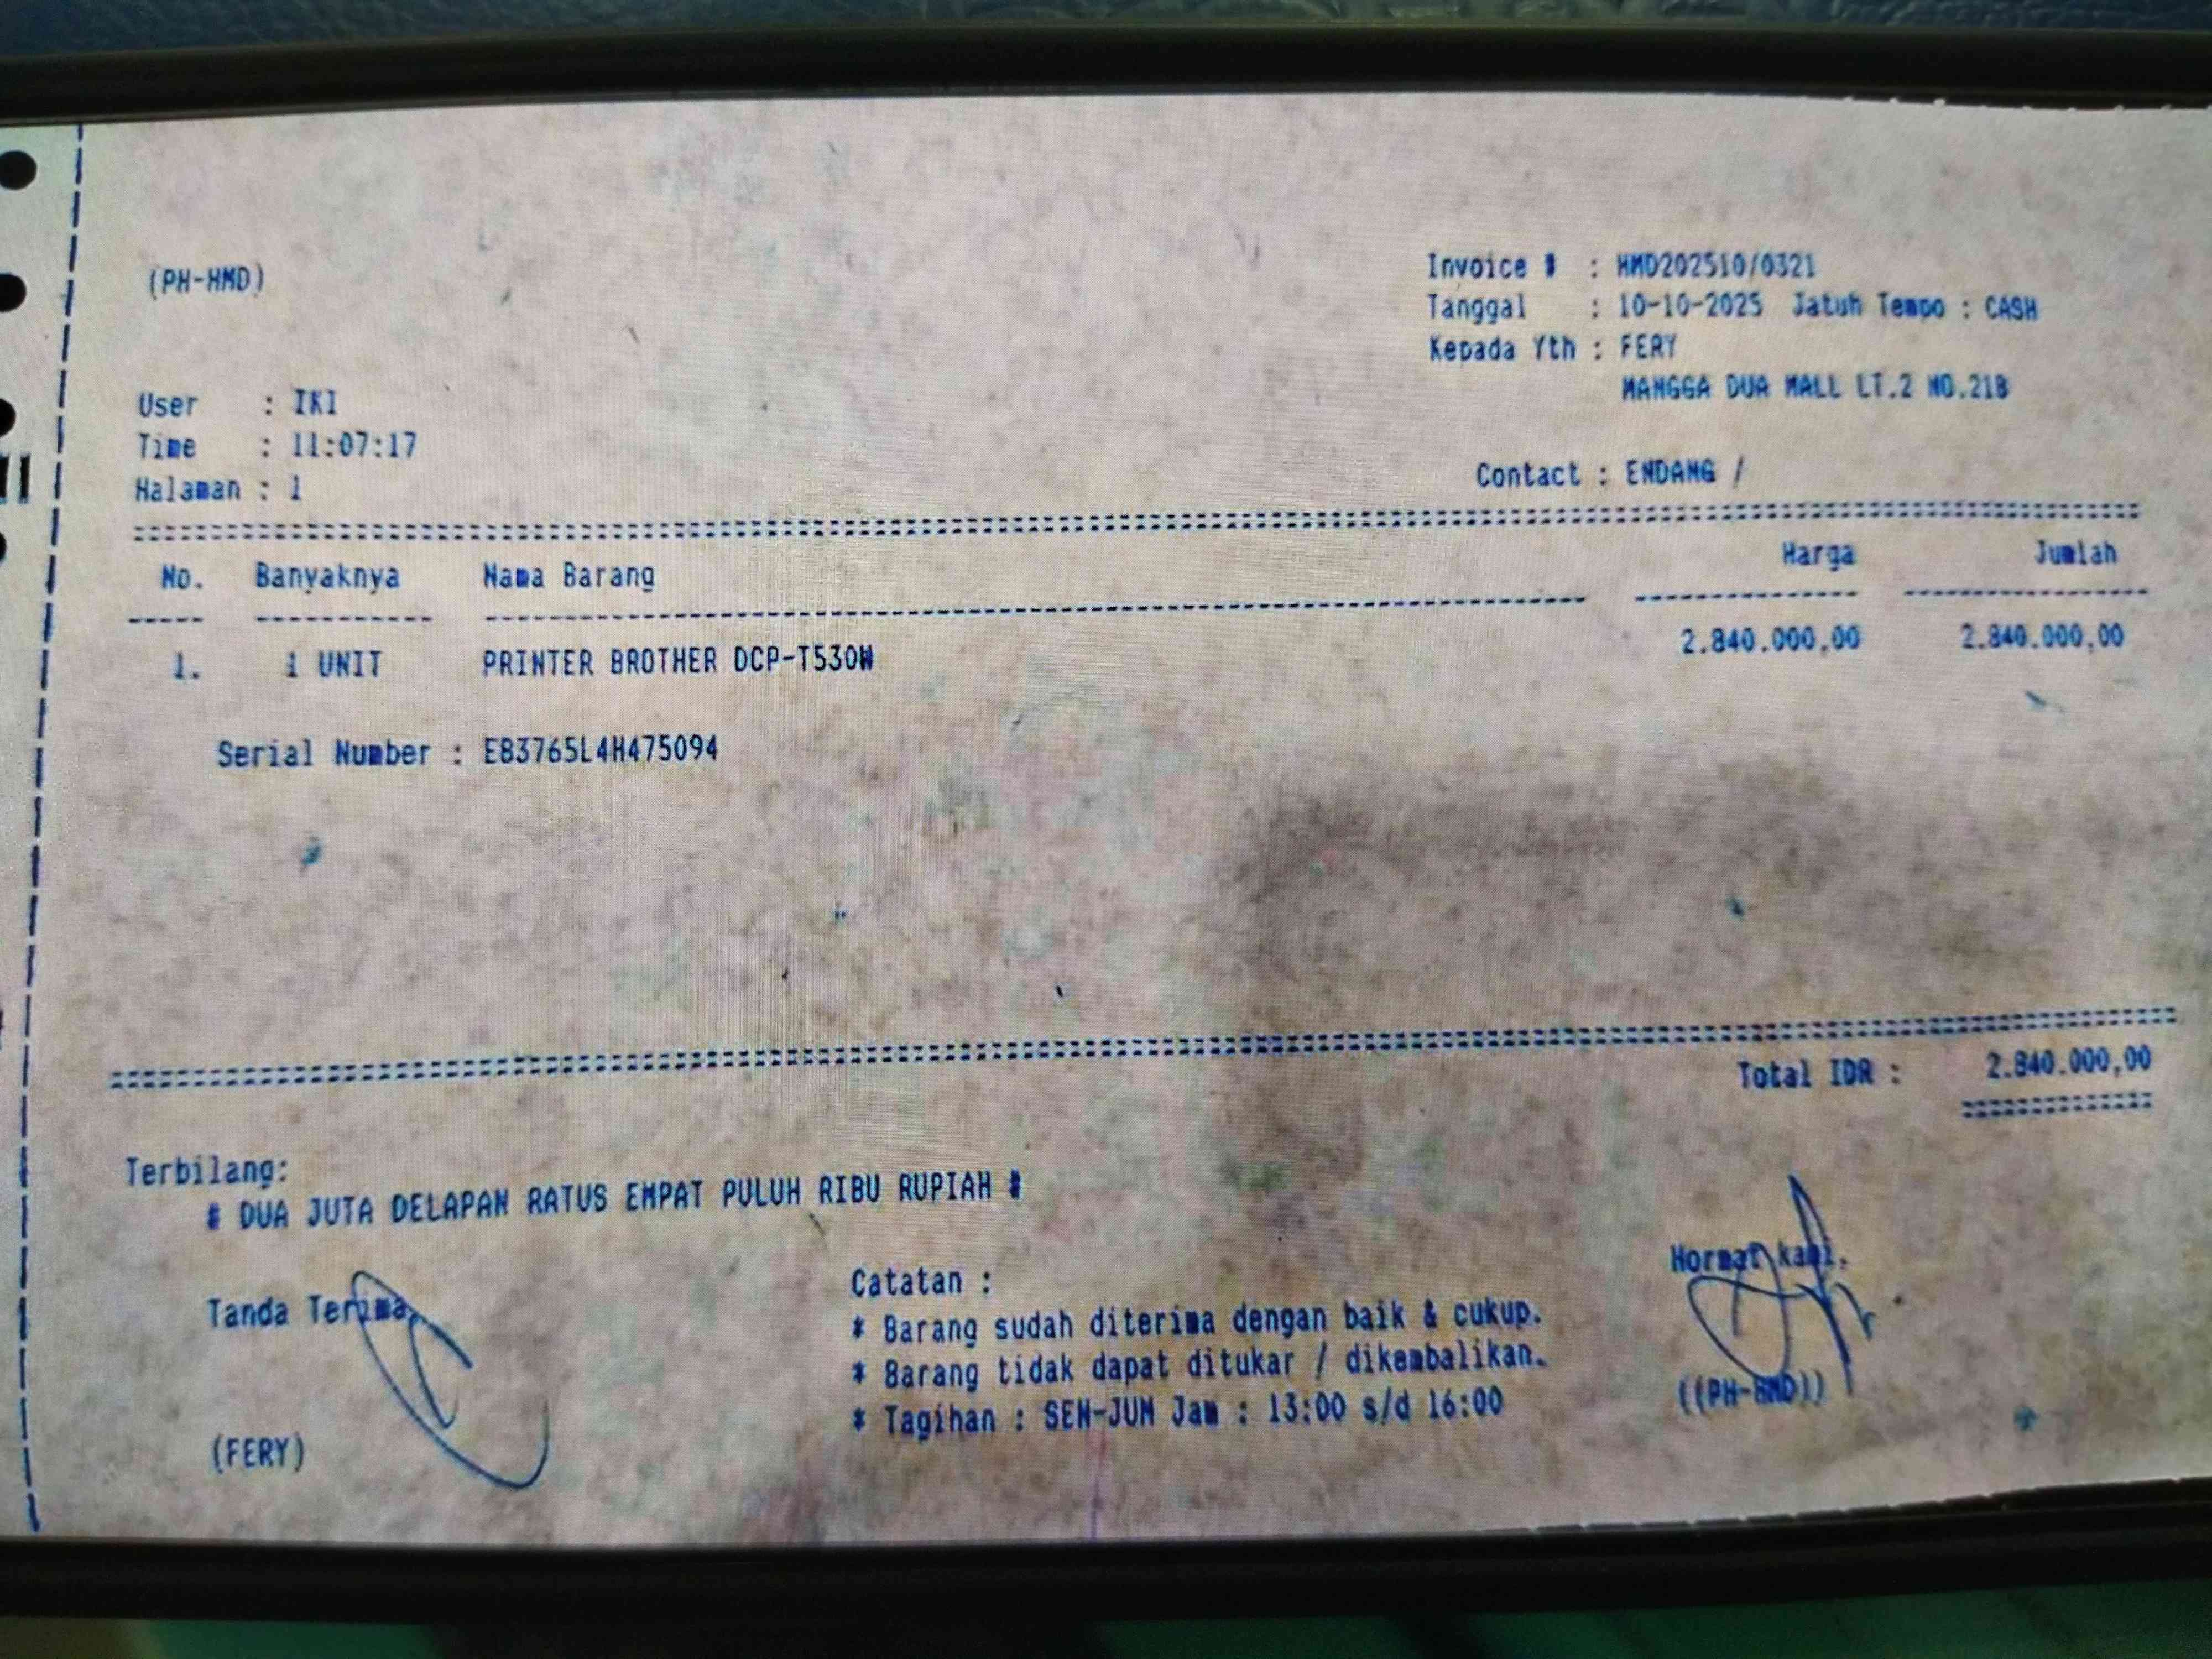 (PH-HMD)
Invoice # : HMD202510/0321
Tanggal : 10-10-2025 Jatuh Tempo : CASH
Kepada Yth : FERY
MANGGA DUA MALL LT.2 NO.21B
User : IKI
Time : 11:07:17
Halaman : 1
Contact : ENDANG /
No. Banyaknya Nama Barang Harga Jumlah
1. 1 UNIT PRINTER BROTHER DCP-T530W 2.840.000,00 2.840.000,00
Serial Number : E83765L4H475094
Total IDR : 2.840.000,00
Terbilang:
# DUA JUTA DELAPAN RATUS EMPAT PULUH RIBU RUPIAH #
Tanda Terima,
(FERY)
Catatan :
* Barang sudah diterima dengan baik & cukup.
* Barang tidak dapat ditukar / dikembalikan.
* Tagihan : SEN-JUM Jam : 13:00 s/d 16:00
Hormat kami,
((PH-HMD))